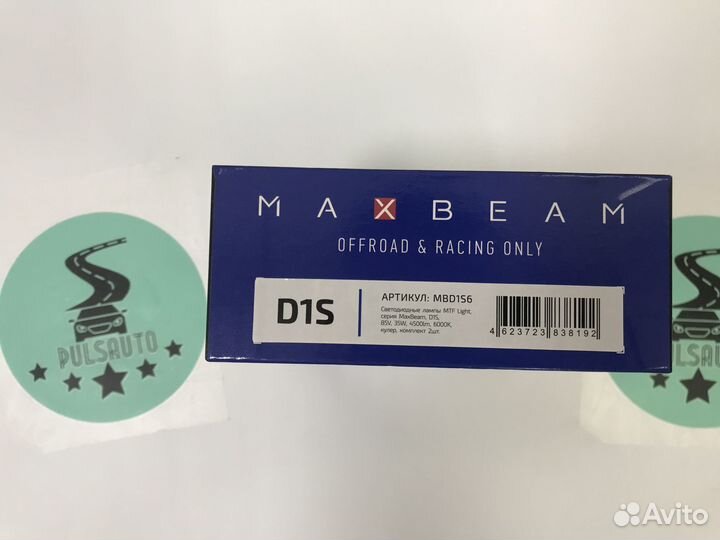 MAXBEAM
OFFROAD & RACING ONLY
D1S
АРТИКУЛ: MBD1S6
Светодиодные лампы MTF Light,
серия MaxBeam, D1S,
85V, 35W, 4500lm, 6000K,
кулер, комплект 2шт.
4 623723 838192
PULSAUTO
PULSAUTO
Avito